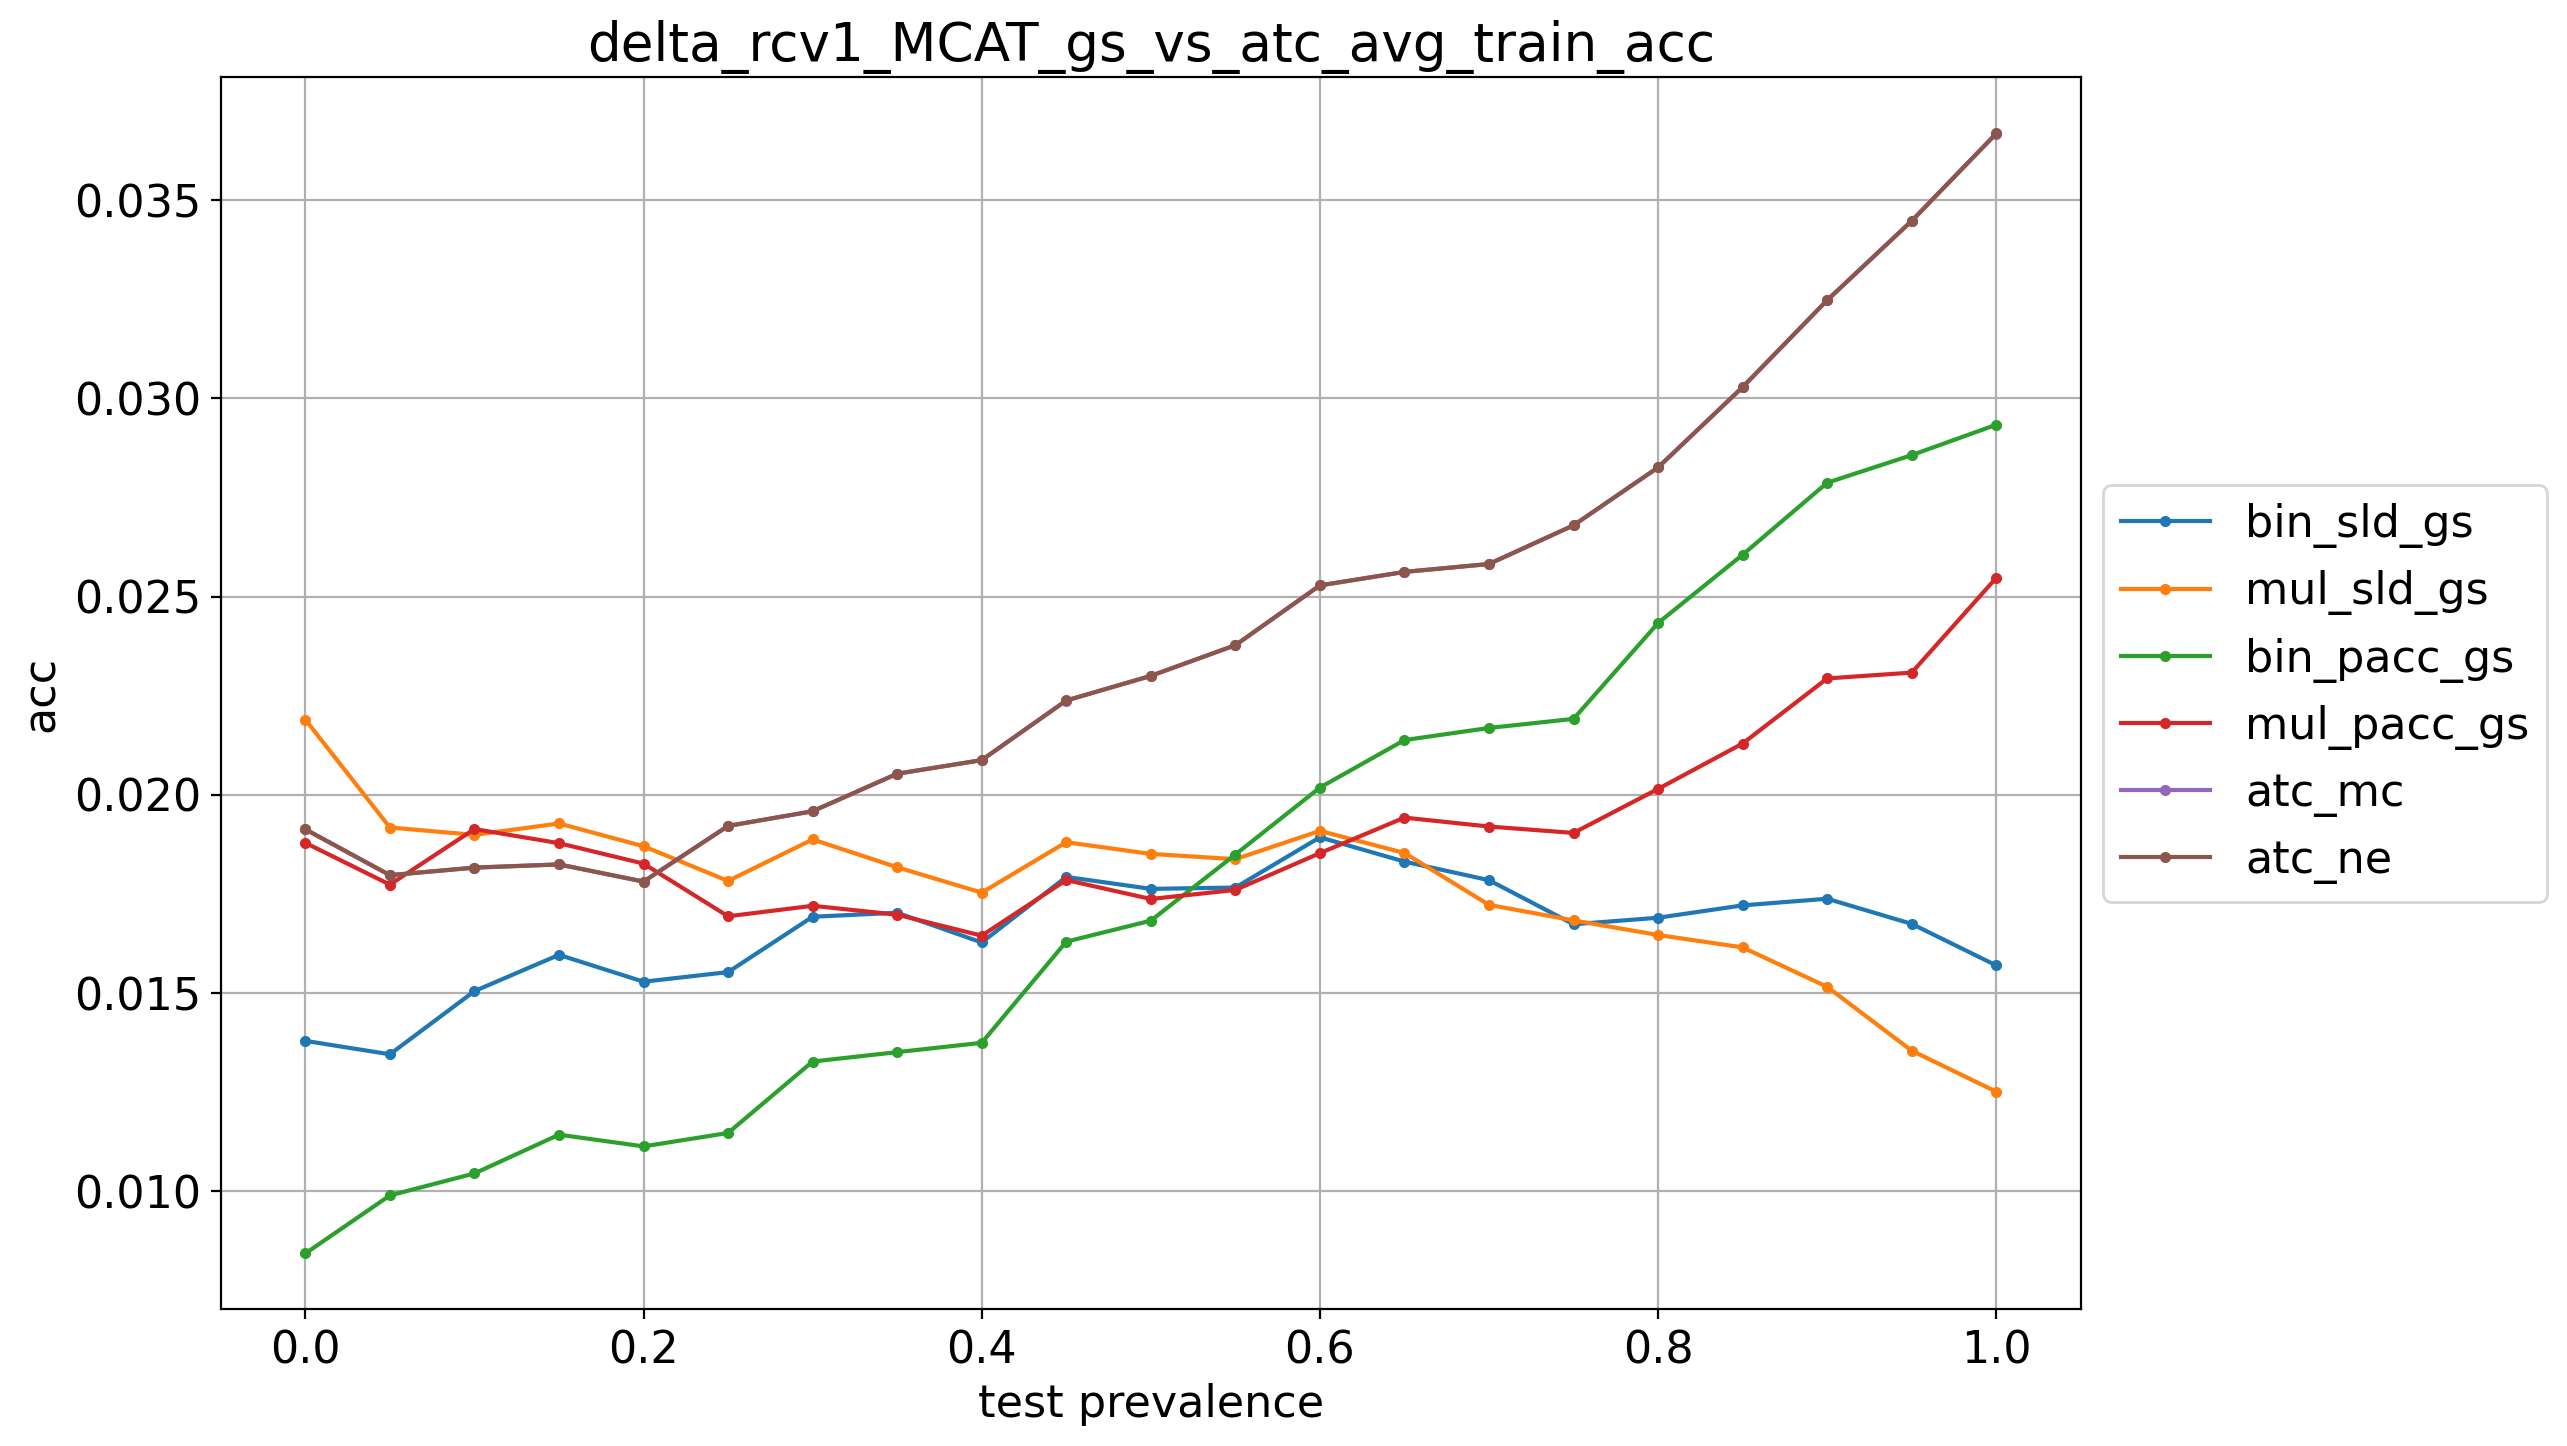 delta_rcv1_MCAT_gs_vs_atc_avg_train_acc
acc
0.035
0.030
0.025
0.020
0.015
0.010
0.0 0.2 0.4 0.6 0.8 1.0
test prevalence
bin_sld_gs
mul_sld_gs
bin_pacc_gs
mul_pacc_gs
atc_mc
atc_ne